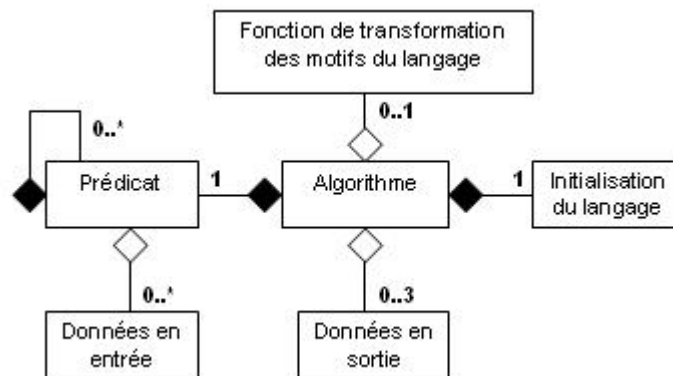 Fonction de transformation
des motifs du langage
0..1
0..*
Prédicat
1
Algorithme
1
Initialisation
du langage
0..*
0..3
Données en
entrée
Données en
sortie